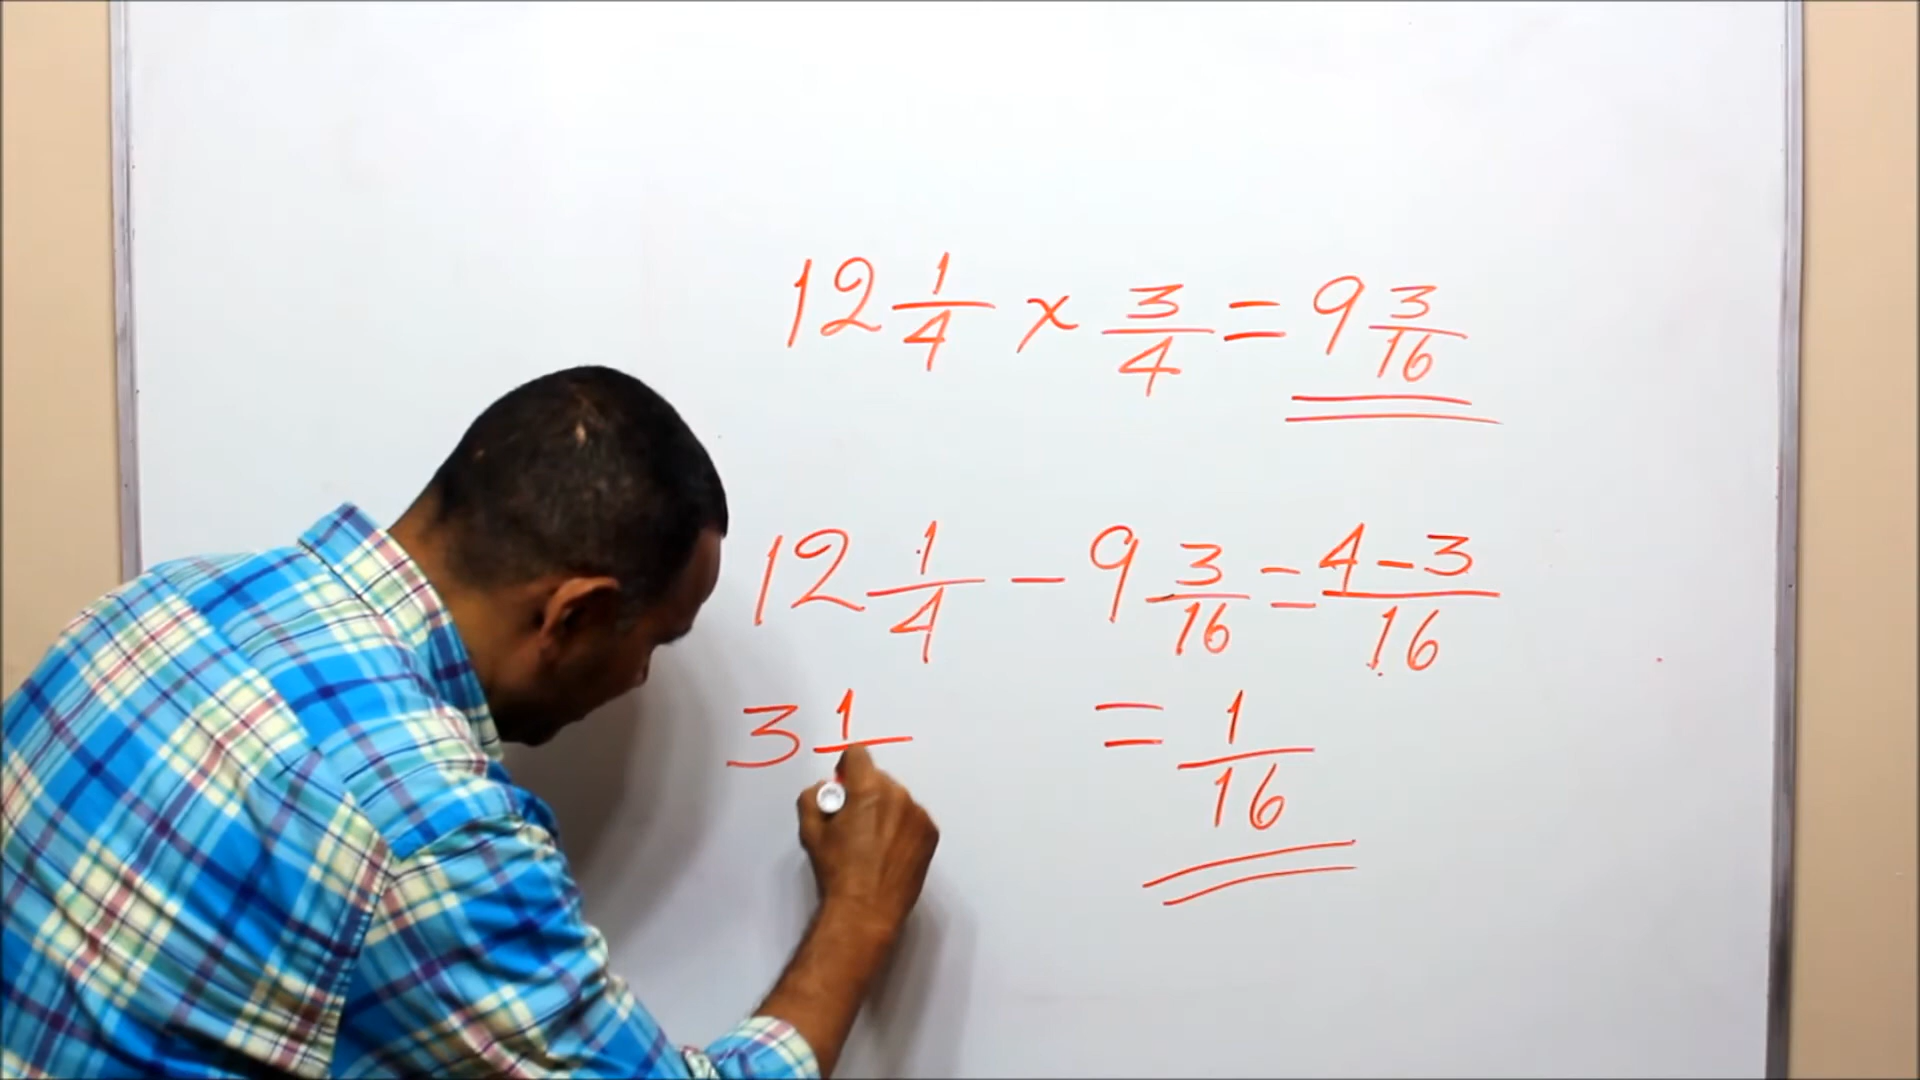 12 1/4 × 3/4 = 9 3/16
12 1/4 - 9 3/16 = 4-3/16
3 1/ = 1/16